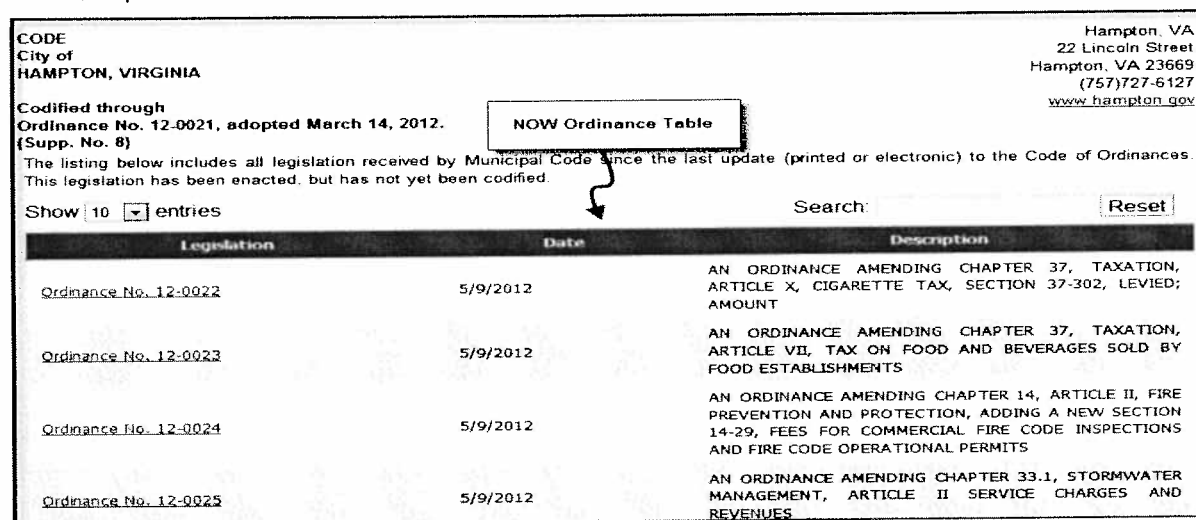 CODE
City of
HAMPTON, VIRGINIA
Hampton, VA
22 Lincoln Street
Hampton, VA 23669
(757)727-6127
www.hampton.gov
Codified through
Ordinance No. 12-0021, adopted March 14, 2012.
(Supp. No. 8)
NOW Ordinance Table
The listing below includes all legislation received by Municipal Code since the last update (printed or electronic) to the Code of Ordinances.
This legislation has been enacted, but has not yet been codified.
Show 10 entries
Search:
Reset
Legislation Date Description
Ordinance No. 12-0022 5/9/2012
AN ORDINANCE AMENDING CHAPTER 37, TAXATION,
ARTICLE X, CIGARETTE TAX, SECTION 37-302, LEVIED;
AMOUNT
Ordinance No. 12-0023 5/9/2012
AN ORDINANCE AMENDING CHAPTER 37, TAXATION,
ARTICLE VII, TAX ON FOOD AND BEVERAGES SOLD BY
FOOD ESTABLISHMENTS
Ordinance No. 12-0024 5/9/2012
AN ORDINANCE AMENDING CHAPTER 14, ARTICLE II, FIRE
PREVENTION AND PROTECTION, ADDING A NEW SECTION
14-29, FEES FOR COMMERCIAL FIRE CODE INSPECTIONS
AND FIRE CODE OPERATIONAL PERMITS
Ordinance No. 12-0025 5/9/2012
AN ORDINANCE AMENDING CHAPTER 33.1, STORMWATER
MANAGEMENT, ARTICLE II SERVICE CHARGES AND
REVENUES